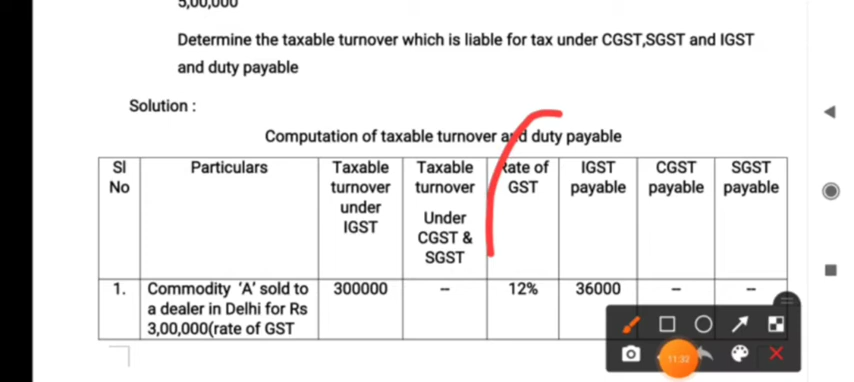 5,00,000
Determine the taxable turnover which is liable for tax under CGST,SGST and IGST
and duty payable
Solution :
Computation of taxable turnover and duty payable
Sl No
Particulars
Taxable turnover under IGST
Taxable turnover Under CGST & SGST
Rate of GST
IGST payable
CGST payable
SGST payable
1.
Commodity 'A' sold to
a dealer in Delhi for Rs
3,00,000(rate of GST
300000
--
12%
36000
--
--
11:32